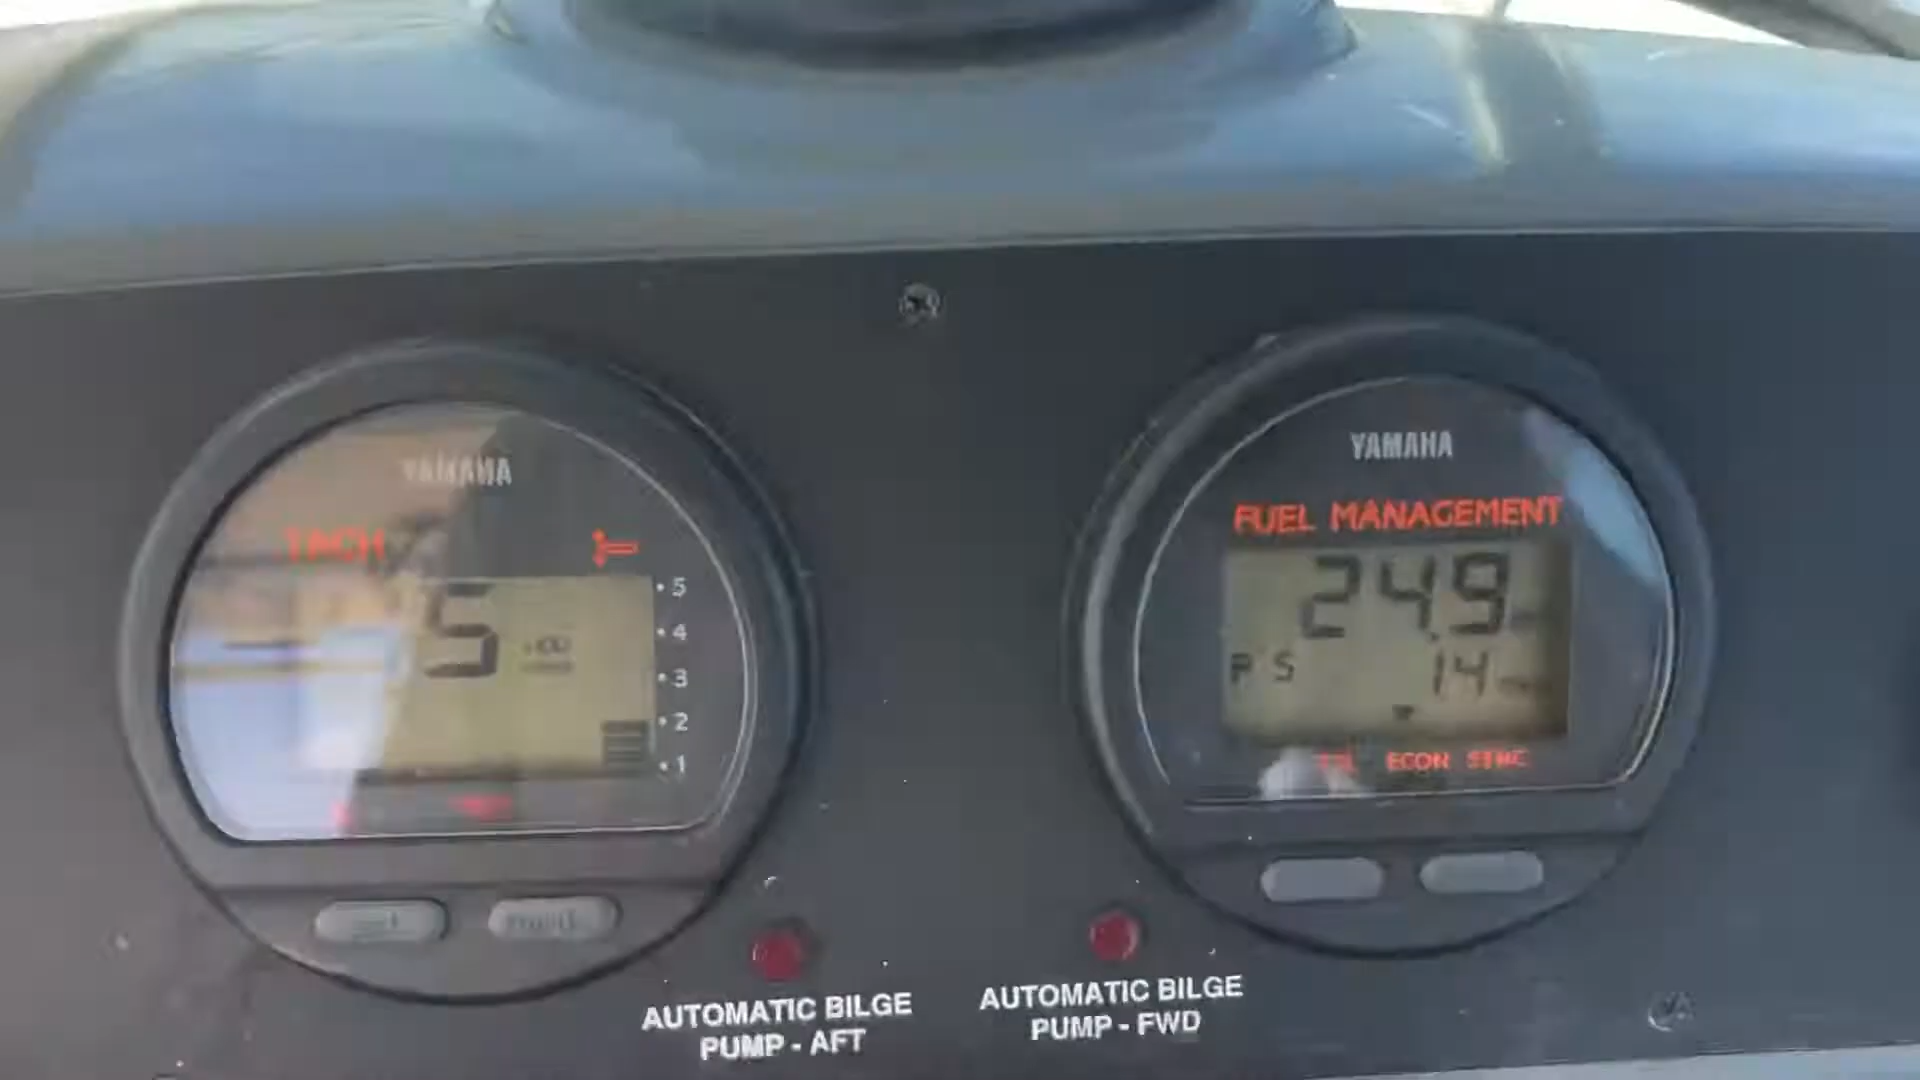 YAMAHA
TACH
5
• 5
• 4
• 3
• 2
• 1
YAMAHA
FUEL MANAGEMENT
24.9
P S 14
ECON SYNC
AUTOMATIC BILGE
PUMP - AFT
AUTOMATIC BILGE
PUMP - FWD